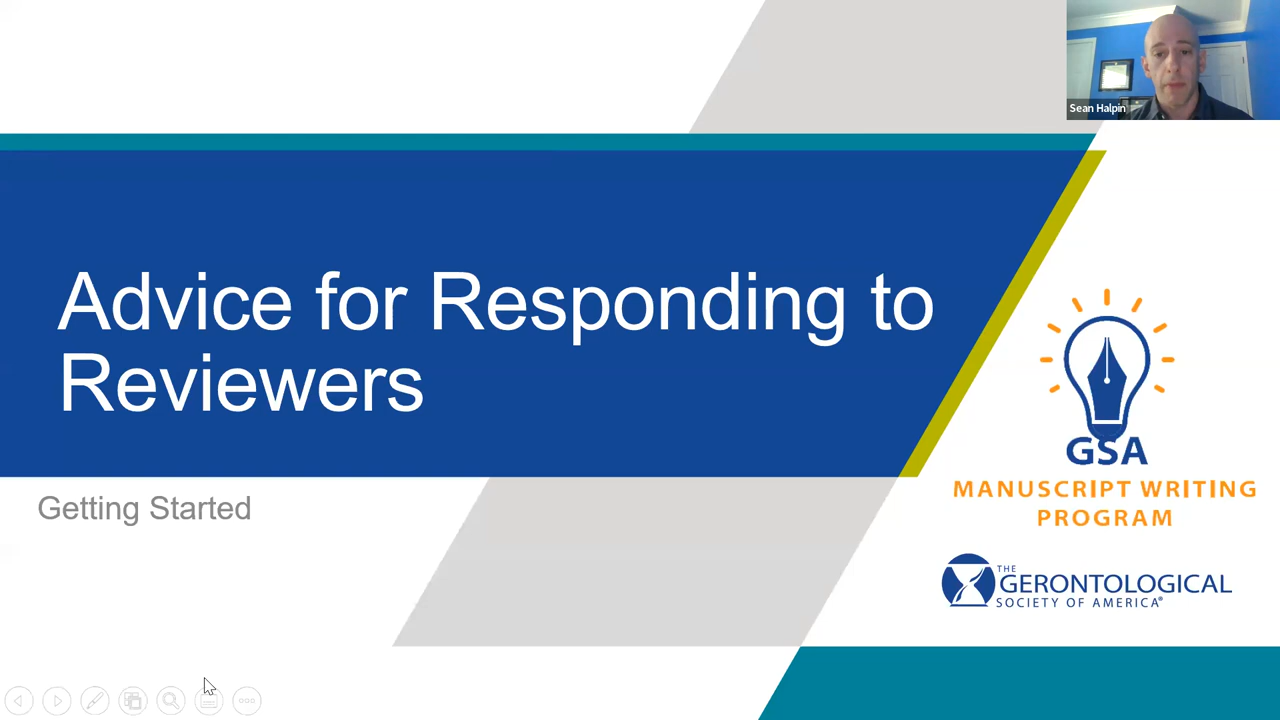 Sean Halpin
Advice for Responding to
Reviewers
Getting Started
GSA
MANUSCRIPT WRITING
PROGRAM
THE
GERONTOLOGICAL
SOCIETY OF AMERICA®